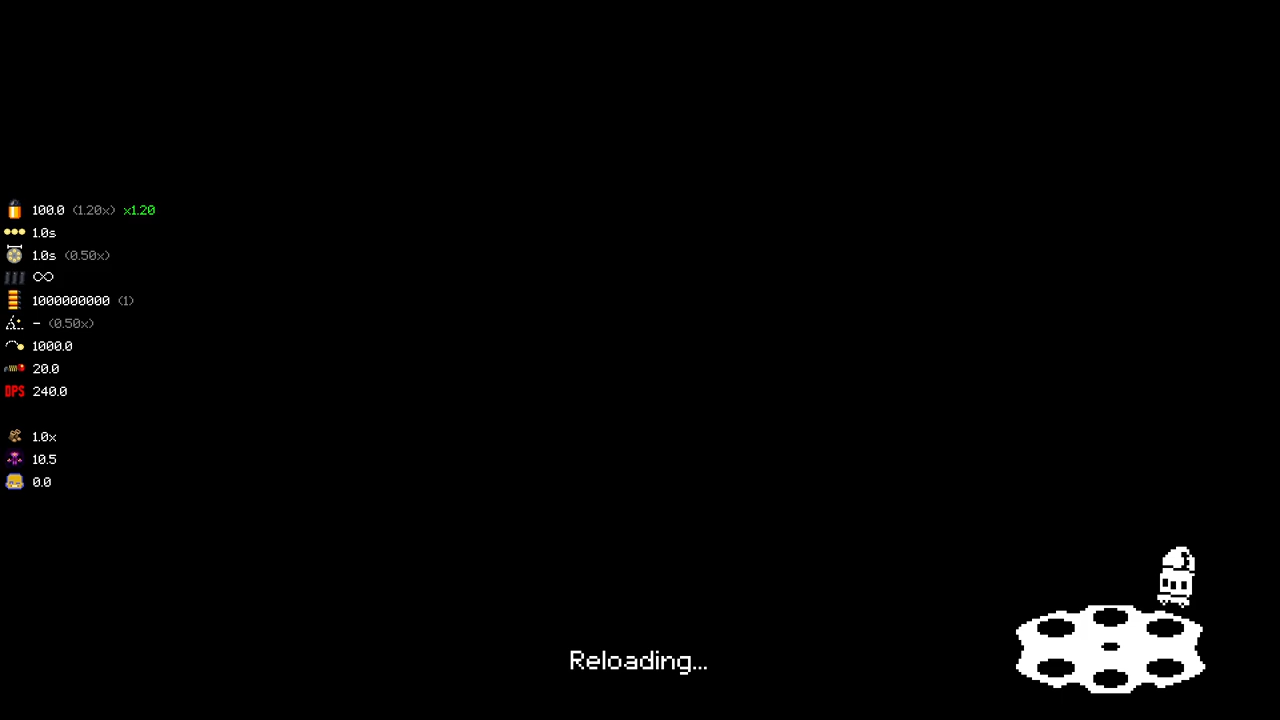 100.0 (1.20x) x1.20
1.0s
1.0s (0.50x)
∞
1000000000 (1)
- (0.50x)
1000.0
20.0
DPS 240.0
1.0x
10.5
0.0
Reloading...